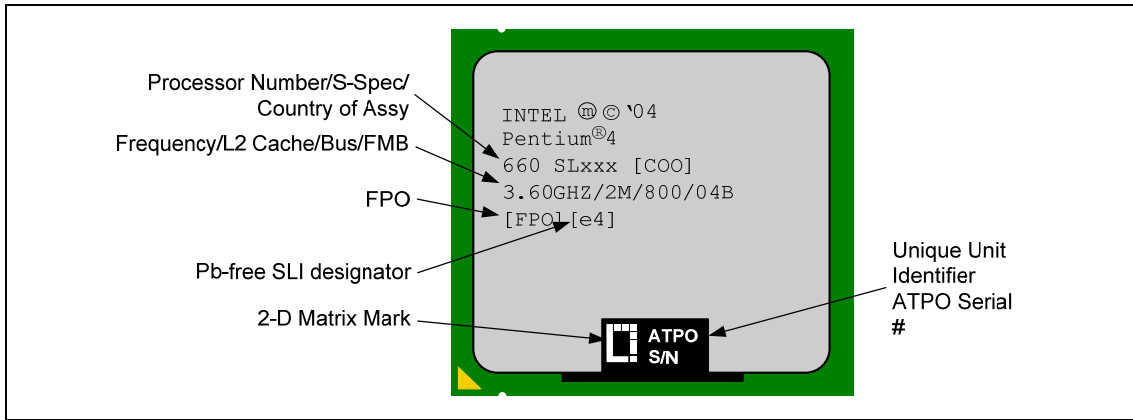 Processor Number/S-Spec/
Country of Assy
Frequency/L2 Cache/Bus/FMB
FPO
Pb-free SLI designator
2-D Matrix Mark
INTEL ⓜ © '04
Pentium®4
660 SLxxx [COO]
3.60GHZ/2M/800/04B
[FPO][e4]
ATPO
S/N
Unique Unit
Identifier
ATPO Serial
#